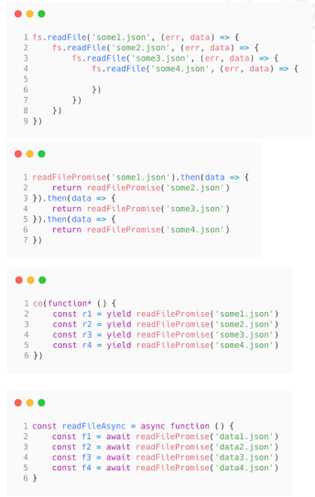 1 fs.readFile('some1.json', (err, data) => {
2     fs.readFile('some2.json', (err, data) => {
3         fs.readFile('some3.json', (err, data) => {
4             fs.readFile('some4.json', (err, data) => {
5
6             })
7         })
8     })
9 })
1 readFilePromise('some1.json').then(data => {
2     return readFilePromise('some2.json')
3 }).then(data => {
4     return readFilePromise('some3.json')
5 }).then(data => {
6     return readFilePromise('some4.json')
7 })
1 co(function* () {
2     const r1 = yield readFilePromise('some1.json')
3     const r2 = yield readFilePromise('some2.json')
4     const r3 = yield readFilePromise('some3.json')
5     const r4 = yield readFilePromise('some4.json')
6 })
1 const readFileAsync = async function () {
2     const f1 = await readFilePromise('data1.json')
3     const f2 = await readFilePromise('data2.json')
4     const f3 = await readFilePromise('data3.json')
5     const f4 = await readFilePromise('data4.json')
6 }